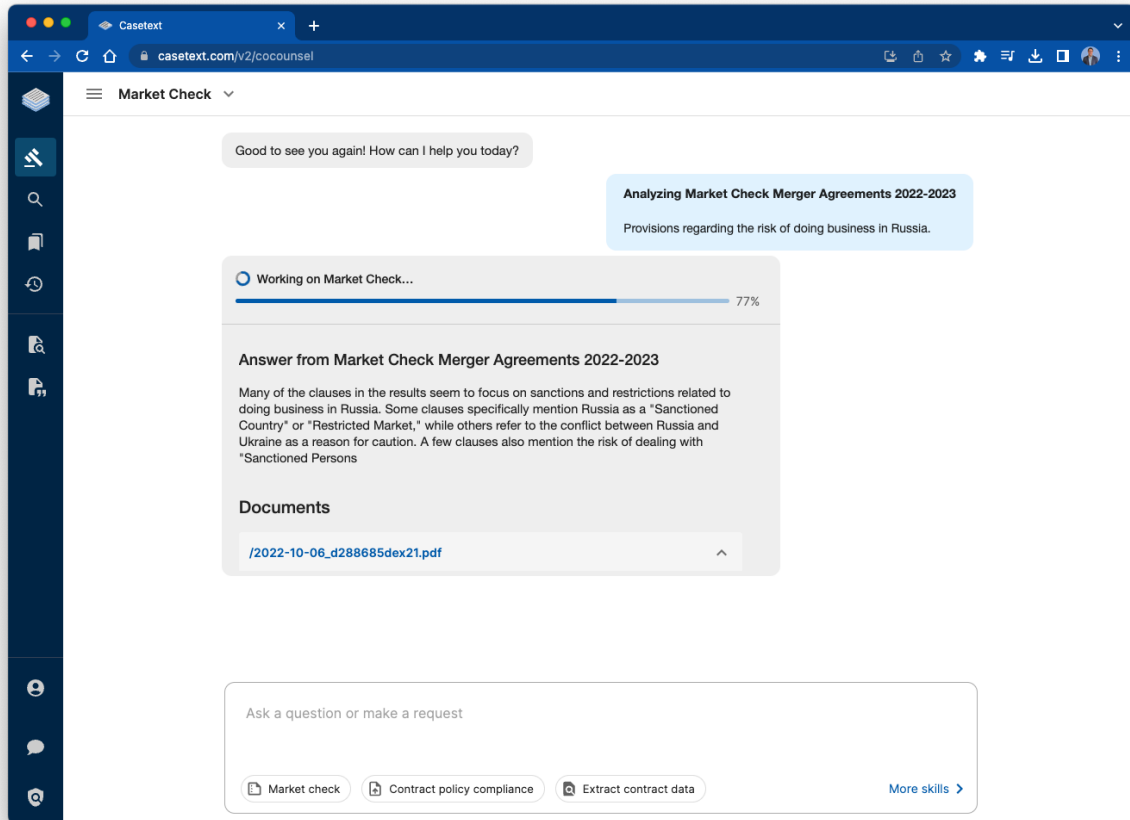 Casetext
casetext.com/v2/cocounsel
Market Check
Good to see you again! How can I help you today?
Analyzing Market Check Merger Agreements 2022-2023
Provisions regarding the risk of doing business in Russia.
Working on Market Check...
77%
Answer from Market Check Merger Agreements 2022-2023
Many of the clauses in the results seem to focus on sanctions and restrictions related to
doing business in Russia. Some clauses specifically mention Russia as a "Sanctioned
Country" or "Restricted Market," while others refer to the conflict between Russia and
Ukraine as a reason for caution. A few clauses also mention the risk of dealing with
"Sanctioned Persons
Documents
/2022-10-06_d288685dex21.pdf
Ask a question or make a request
Market check
Contract policy compliance
Extract contract data
More skills